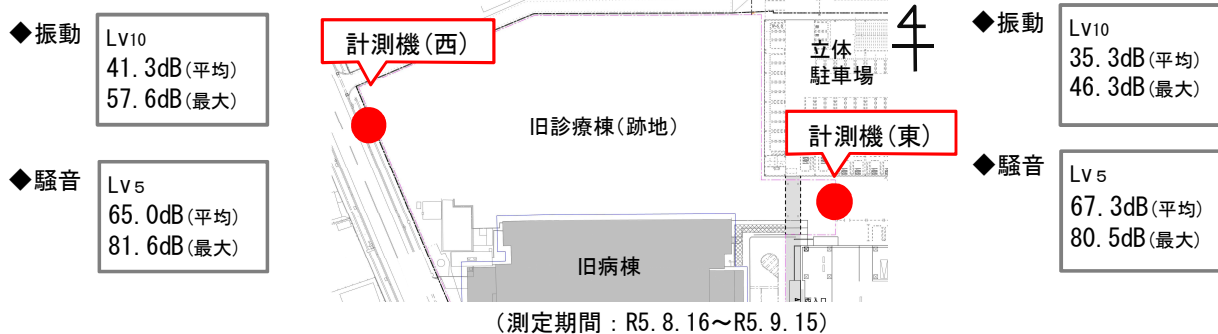 ◆振動
Lv10
41.3dB(平均)
57.6dB(最大)
◆騒音
Lv5
65.0dB(平均)
81.6dB(最大)
計測機(西)
旧診療棟(跡地)
立体
駐車場
計測機(東)
旧病棟
◆振動
Lv10
35.3dB(平均)
46.3dB(最大)
◆騒音
Lv5
67.3dB(平均)
80.5dB(最大)
(測定期間：R5.8.16～R5.9.15)